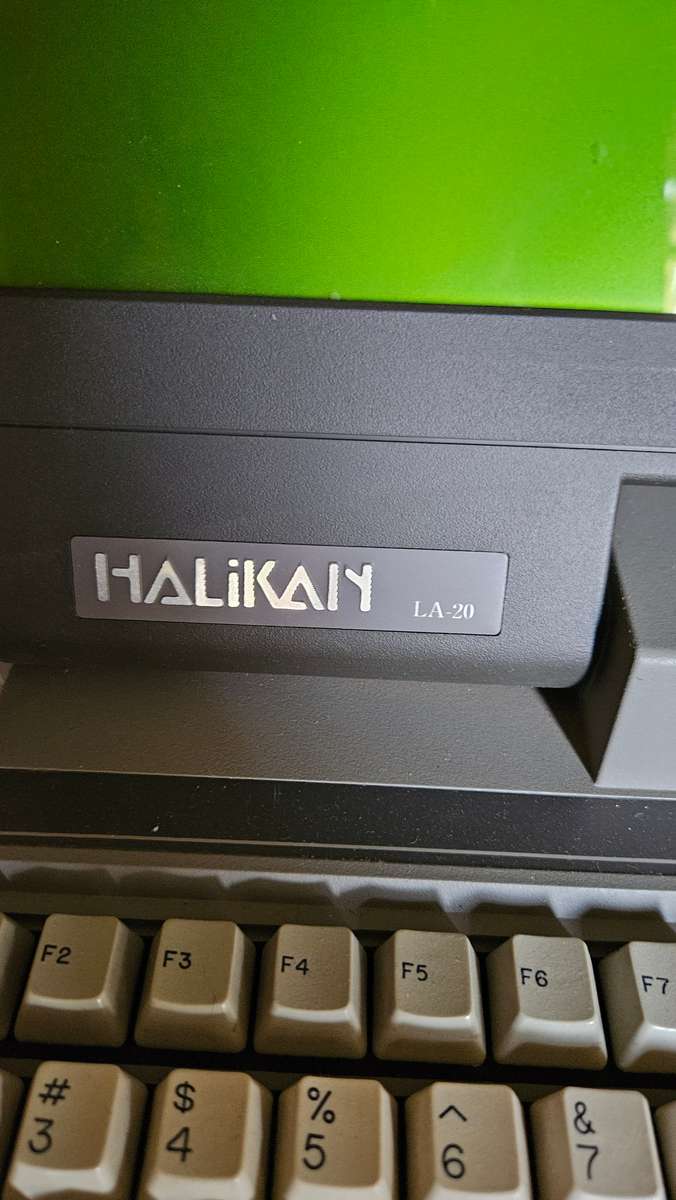 HALiKAN LA-20
F2 F3 F4 F5 F6 F7
# $ % ^ &
3 4 5 6 7